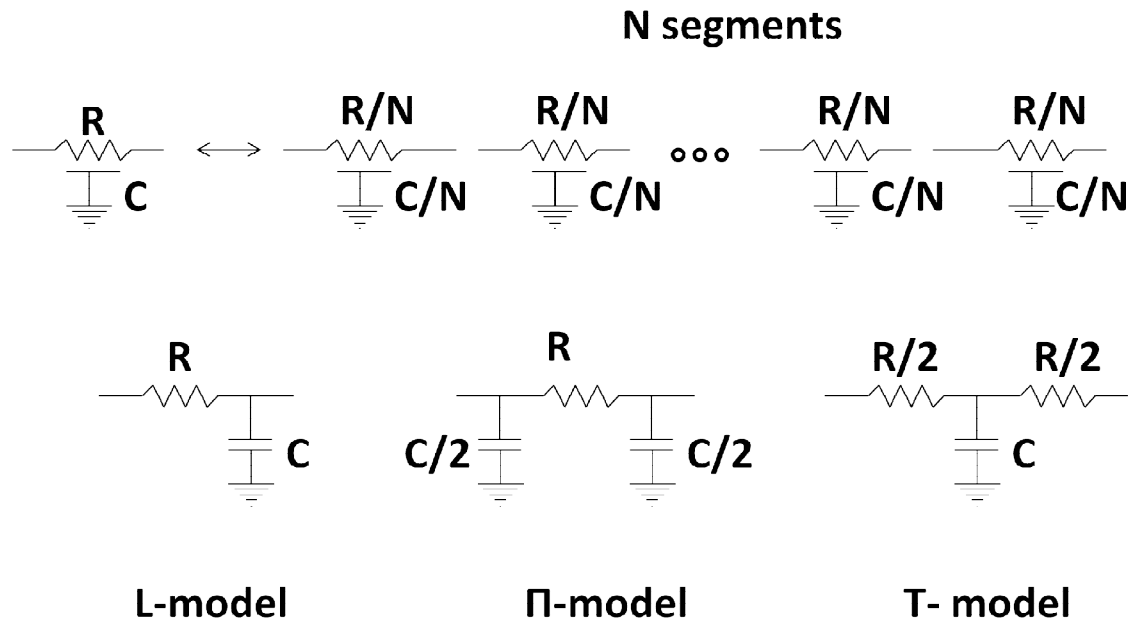 N segments
R R/N R/N R/N R/N
C C/N C/N C/N C/N
R R R/2 R/2
C C/2 C/2 C
L-model Π-model T- model